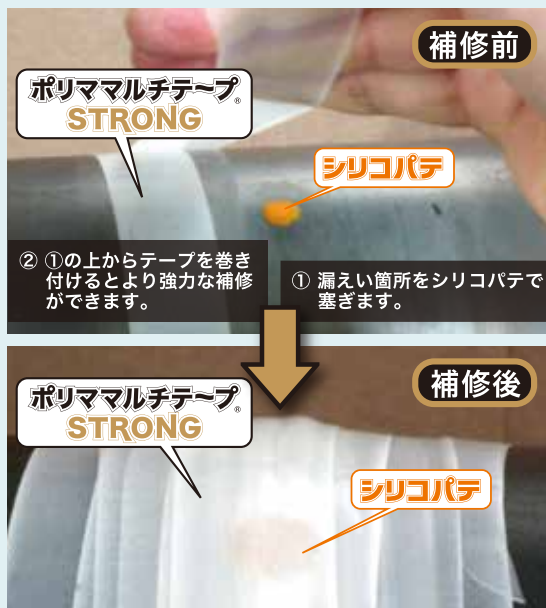 補修前
ポリママルチテープ®
STRONG
シリコパテ
② ①の上からテープを巻き
付けるとより強力な補修
ができます。
① 漏えい箇所をシリコパテで
塞ぎます。
補修後
ポリママルチテープ®
STRONG
シリコパテ